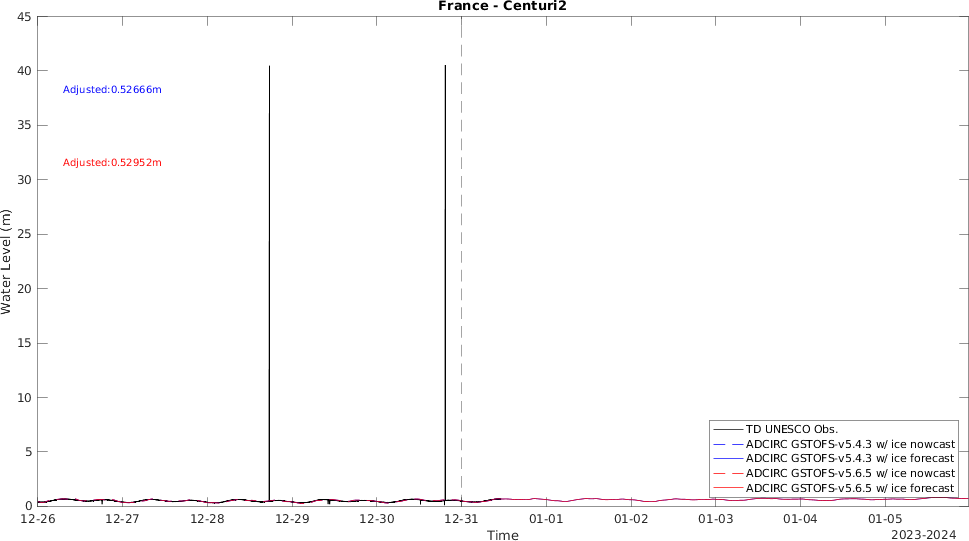 France - Centuri2
45
40
35
30
25
20
15
10
5
0
Water Level (m)
Adjusted:0.52666m
Adjusted:0.52952m
TD UNESCO Obs.
ADCIRC GSTOFS-v5.4.3 w/ ice nowcast
ADCIRC GSTOFS-v5.4.3 w/ ice forecast
ADCIRC GSTOFS-v5.6.5 w/ ice nowcast
ADCIRC GSTOFS-v5.6.5 w/ ice forecast
12-26 12-27 12-28 12-29 12-30 12-31 01-01 01-02 01-03 01-04 01-05
Time
2023-2024